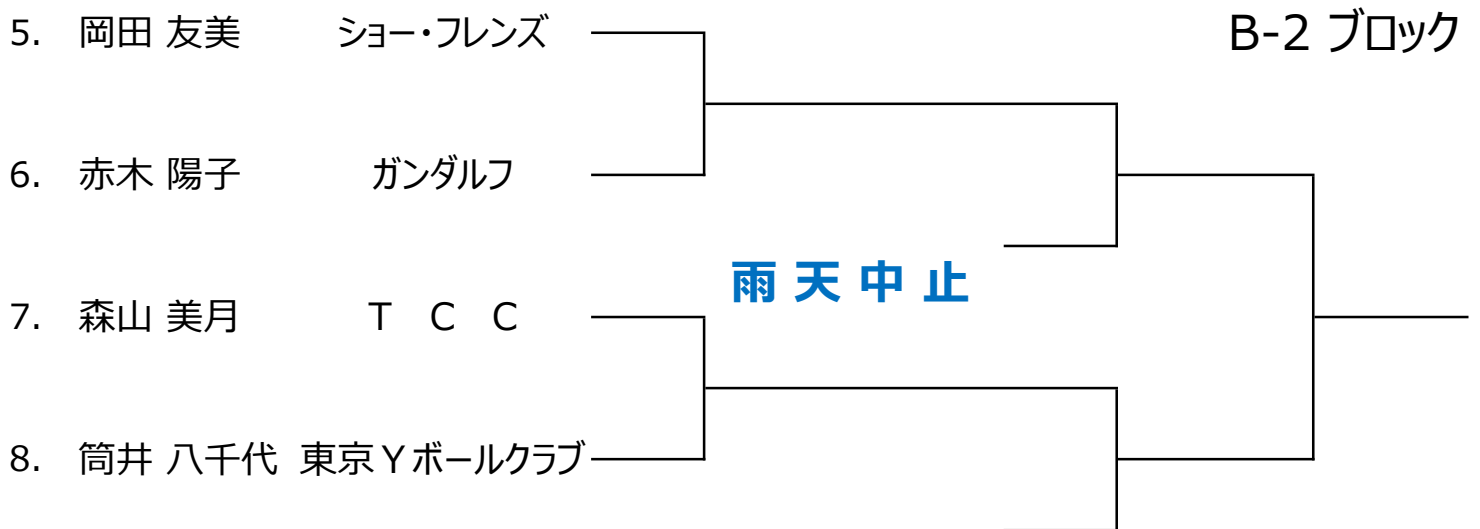 B-2 ブロック
5. 岡田 友美 ショー・フレンズ
6. 赤木 陽子 ガンダルフ
雨 天 中 止
7. 森山 美月 T C C
8. 筒井 八千代 東京Yボールクラブ